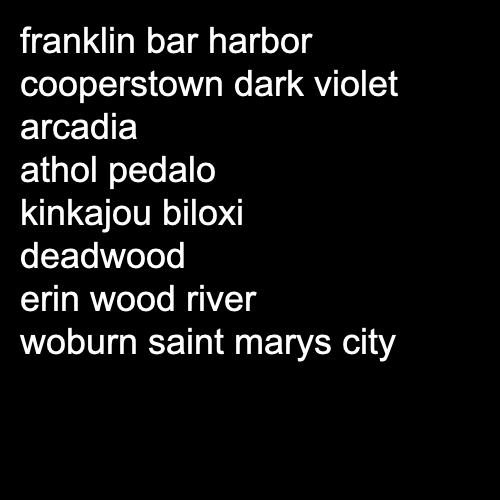 franklin bar harbor
cooperstown dark violet
arcadia
athol pedalo
kinkajou biloxi
deadwood
erin wood river
woburn saint marys city